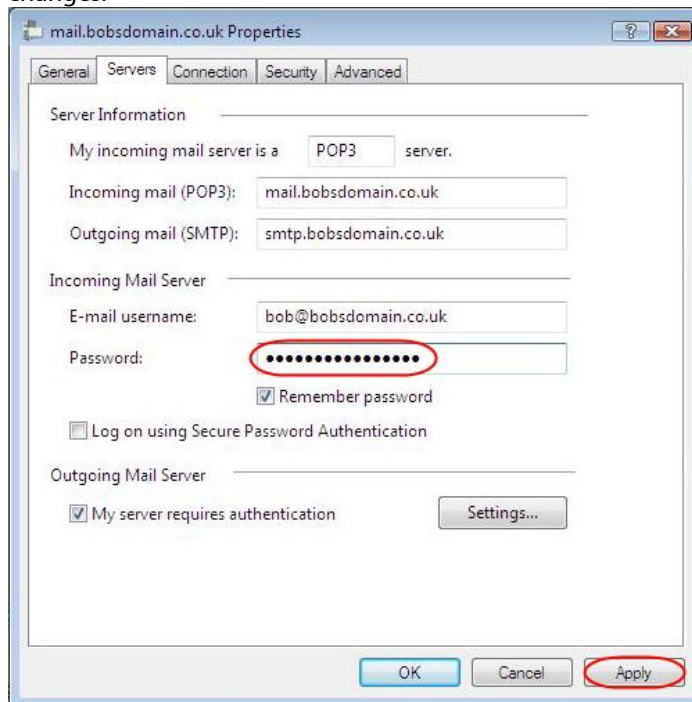 changes.
mail.bobsdomain.co.uk Properties
General Servers Connection Security Advanced
Server Information
My incoming mail server is a POP3 server.
Incoming mail (POP3): mail.bobsdomain.co.uk
Outgoing mail (SMTP): smtp.bobsdomain.co.uk
Incoming Mail Server
E-mail username: bob@bobsdomain.co.uk
Password: ●●●●●●●●●●●●●●●●
Remember password
Log on using Secure Password Authentication
Outgoing Mail Server
My server requires authentication Settings...
OK Cancel Apply